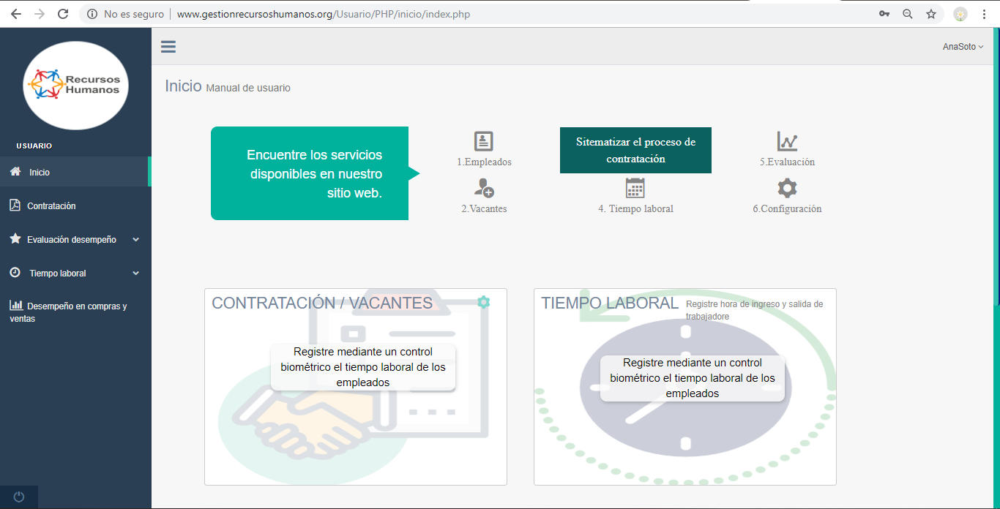 No es seguro
www.gestionrecursoshumanos.org/Usuario/PHP/inicio/index.php
Recursos
Humanos
USUARIO
Inicio
Contratación
Evaluación desempeño
Tiempo laboral
Desempeño en compras y
ventas
AnaSoto
Inicio Manual de usuario
Encuentre los servicios
disponibles en nuestro
sitio web.
1.Empleados
Sitematizar el proceso de
contratación
5.Evaluación
2.Vacantes
4. Tiempo laboral
6.Configuración
CONTRATACIÓN / VACANTES
Registre mediante un control
biométrico el tiempo laboral de los
empleados
TIEMPO LABORAL Registre hora de ingreso y salida de
trabajadore
Registre mediante un control
biométrico el tiempo laboral de los
empleados